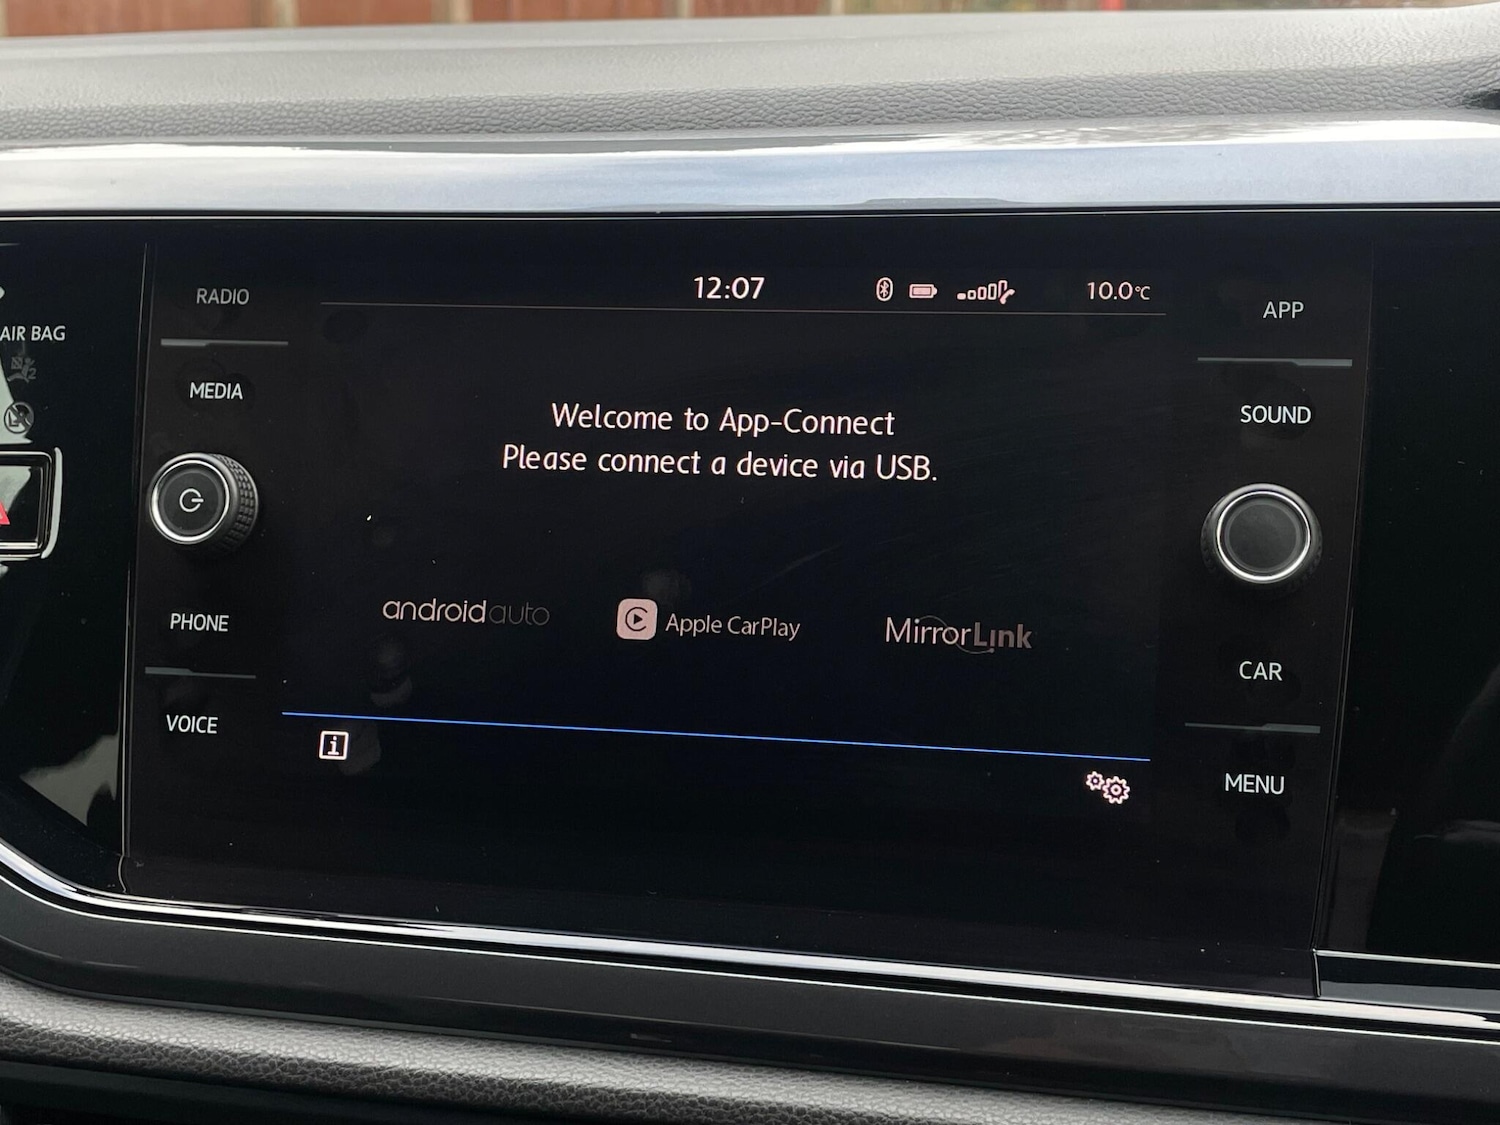 RADIO
12:07
10.0°C
APP
AIR BAG
MEDIA
SOUND
Welcome to App-Connect
Please connect a device via USB.
androidauto
Apple CarPlay
MirrorLink
PHONE
CAR
VOICE
i
MENU